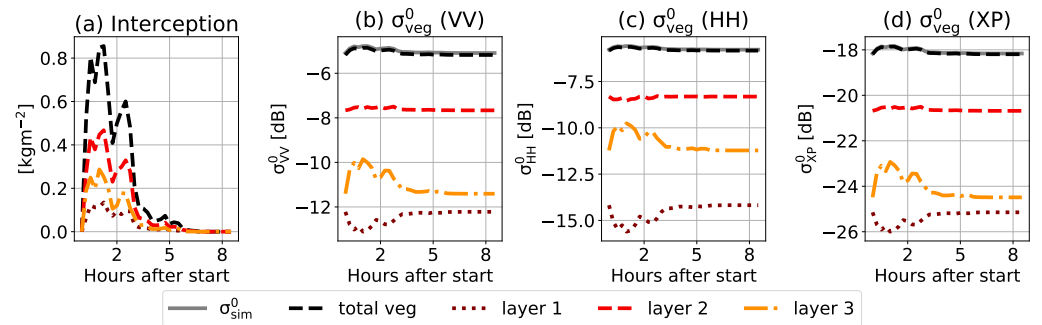 (a) Interception
[kgm⁻²]
0.8
0.6
0.4
0.2
0.0
2
5
8
Hours after start
(b) σ⁰veg (VV)
σ⁰VV [dB]
−6
−8
−10
−12
2
5
8
Hours after start
(c) σ⁰veg (HH)
σ⁰HH [dB]
−7.5
−10.0
−12.5
−15.0
2
5
8
Hours after start
(d) σ⁰veg (XP)
σ⁰XP [dB]
−18
−20
−22
−24
−26
2
5
8
Hours after start
σ⁰sim total veg layer 1 layer 2 layer 3